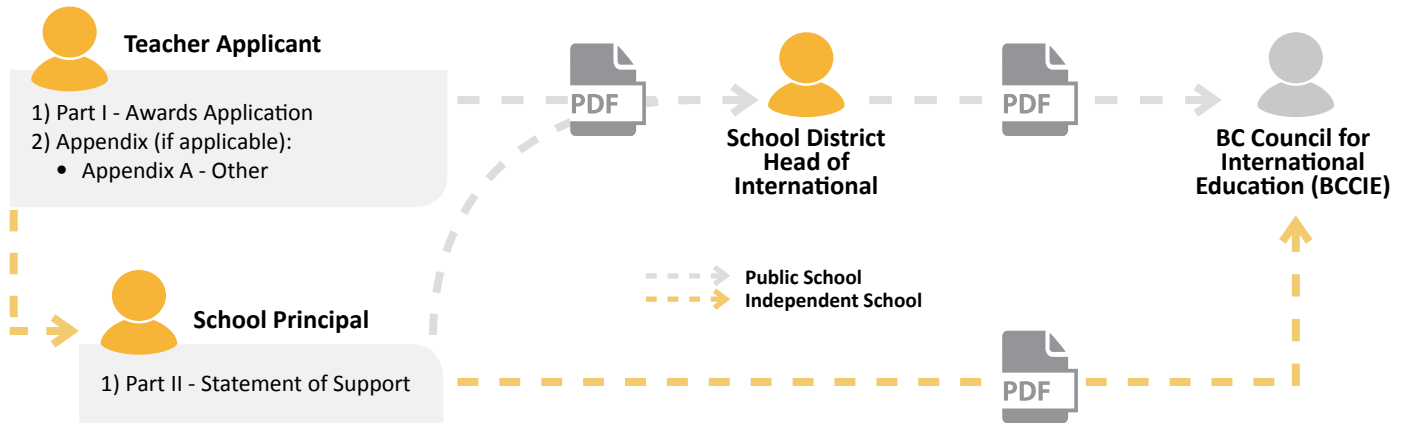 Teacher Applicant
1) Part I - Awards Application
2) Appendix (if applicable):
• Appendix A - Other
PDF
School District
Head of
International
PDF
BC Council for
International
Education (BCCIE)
Public School
Independent School
School Principal
1) Part II - Statement of Support
PDF